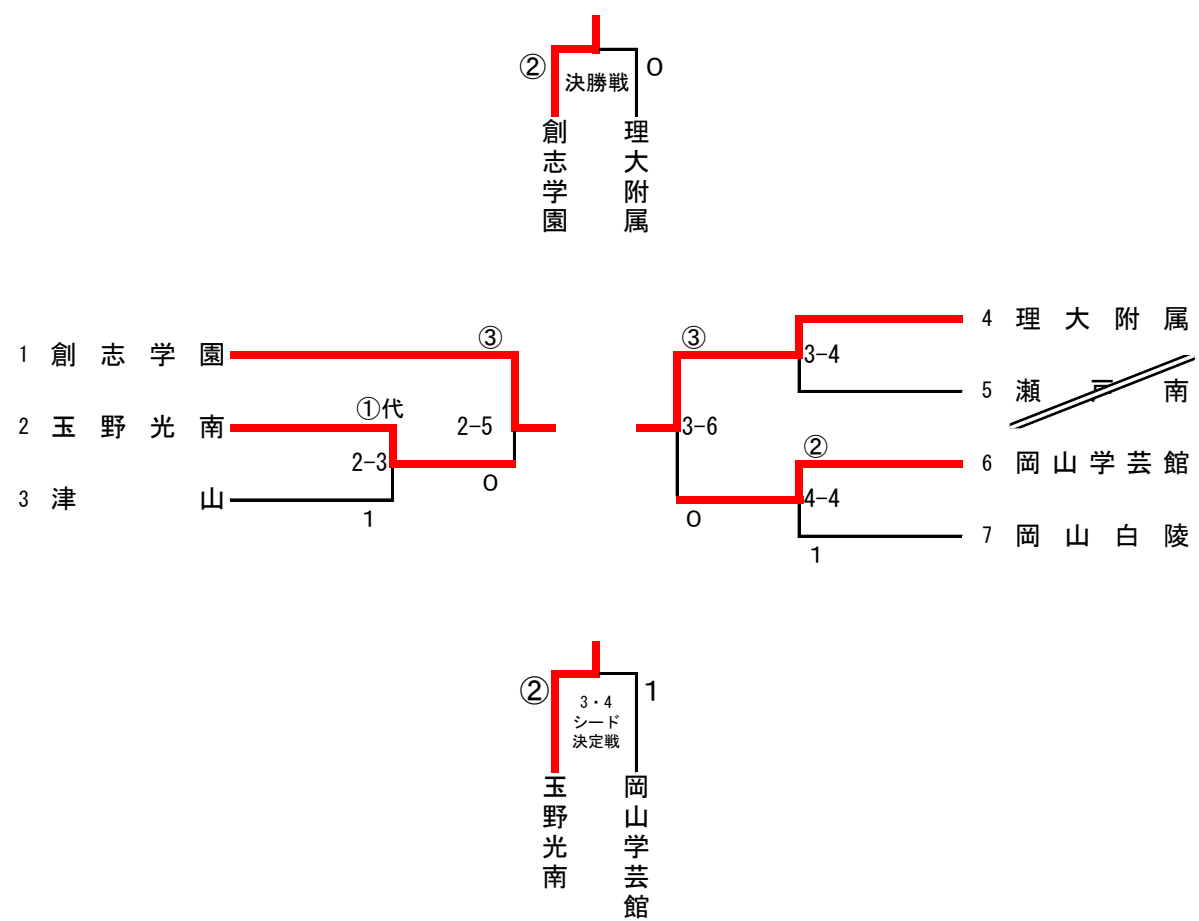 ② 決勝戦 0
創志学園
理大附属
1 創志学園
③
2 玉野光南
①代
2-3
2-5
0
3 津山
1
4 理大附属
③
3-4
5 瀬戸南
3-6
②
6 岡山学芸館
4-4
0
7 岡山白陵
1
② 1
3・4
シード
決定戦
玉野光南
岡山学芸館